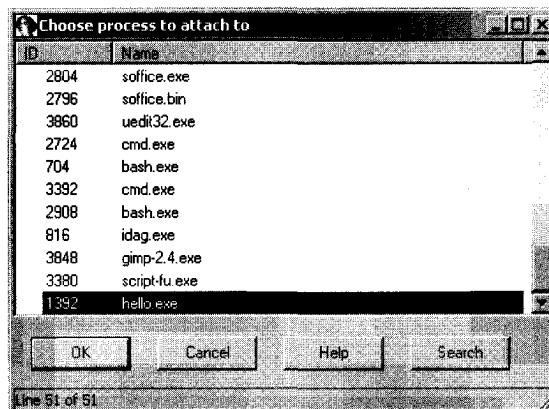 Choose process to attach to
ID Name
2804 soffice.exe
2796 soffice.bin
3860 uedit32.exe
2724 cmd.exe
704 bash.exe
3392 cmd.exe
2908 bash.exe
816 idag.exe
3848 gimp-2.4.exe
3380 script-fu.exe
1392 hello.exe
OK Cancel Help Search
Line 51 of 51